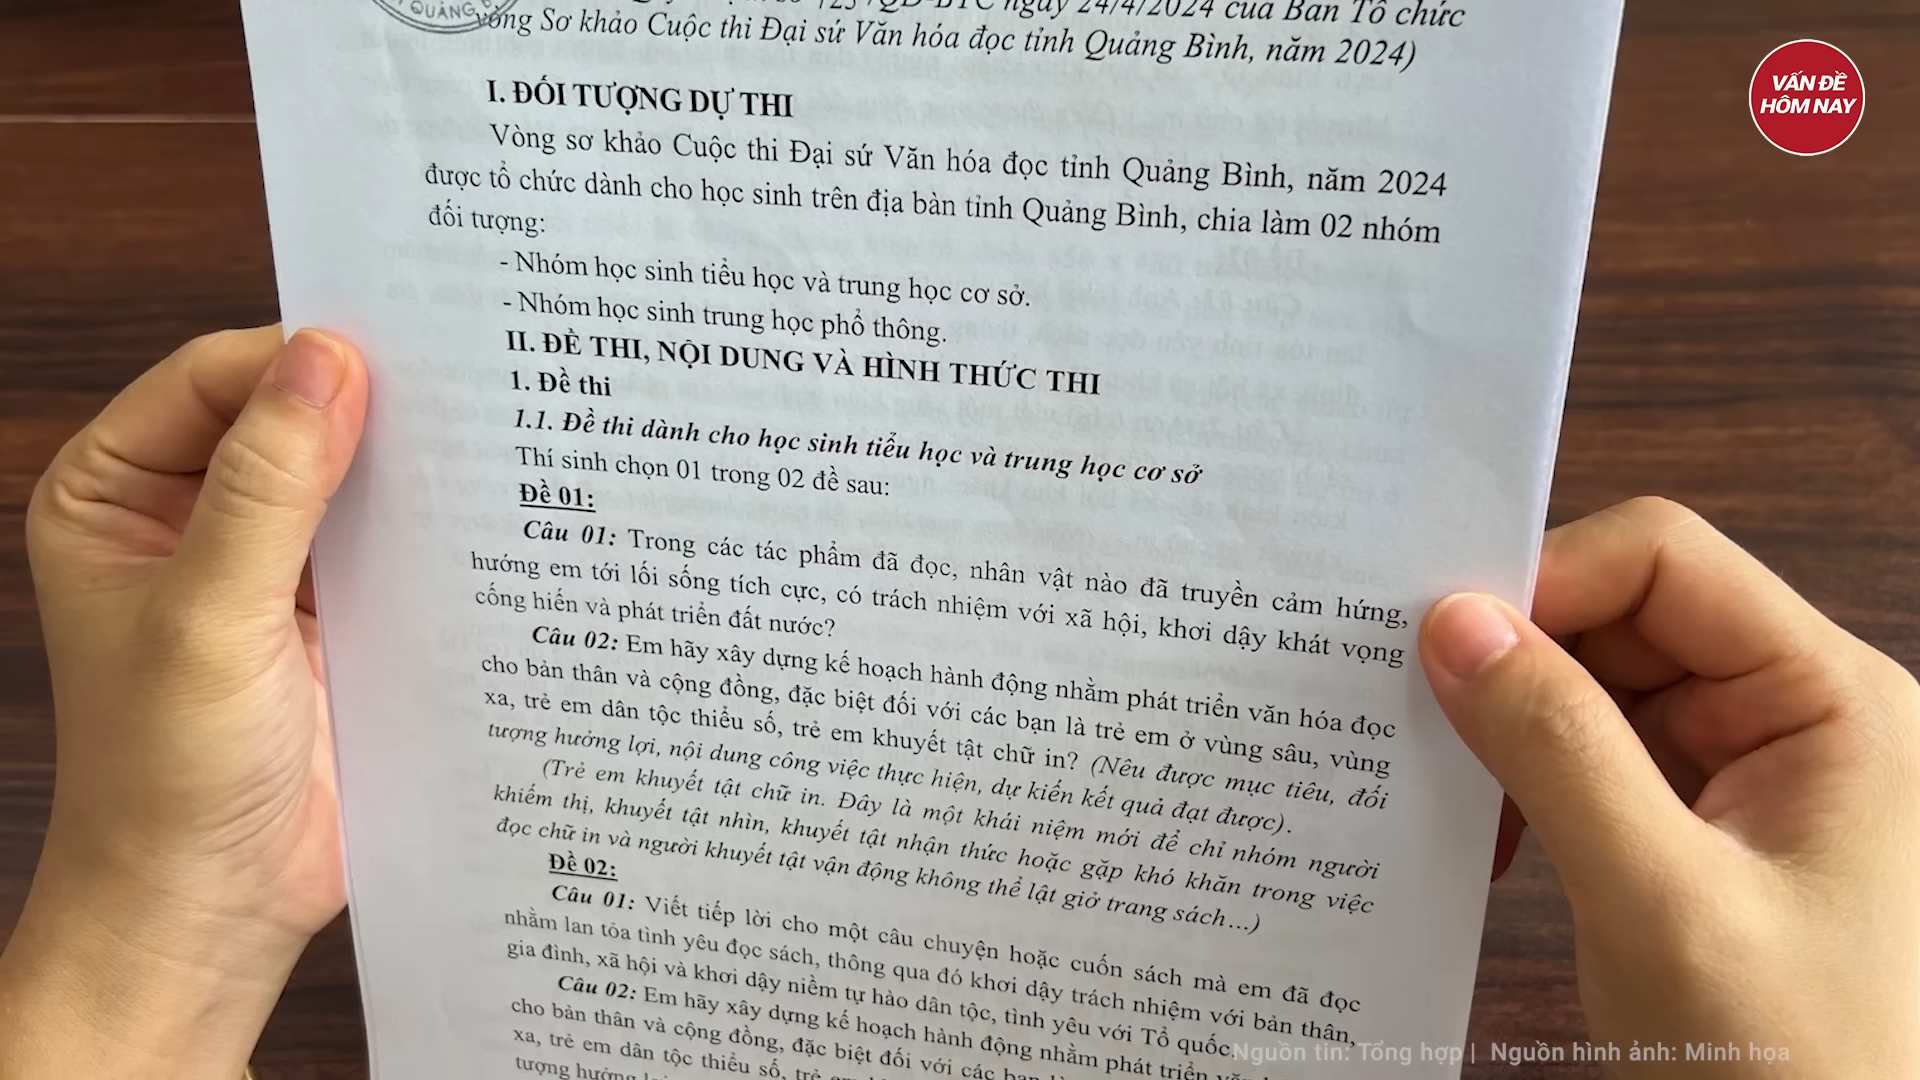 QUẢNG B
ngày 24/4/2024 của Ban Tổ chức
vòng Sơ khảo Cuộc thi Đại sứ Văn hóa đọc tỉnh Quảng Bình, năm 2024)
VẤN ĐỀ
HÔM NAY
I. ĐỐI TƯỢNG DỰ THI
Vòng sơ khảo Cuộc thi Đại sứ Văn hóa đọc tỉnh Quảng Bình, năm 2024
được tổ chức dành cho học sinh trên địa bàn tỉnh Quảng Bình, chia làm 02 nhóm
đối tượng:
- Nhóm học sinh tiểu học và trung học cơ sở.
- Nhóm học sinh trung học phổ thông.
II. ĐỀ THI, NỘI DUNG VÀ HÌNH THỨC THI
1. Đề thi
1.1. Đề thi dành cho học sinh tiểu học và trung học cơ sở
Thí sinh chọn 01 trong 02 đề sau:
Đề 01:
Câu 01: Trong các tác phẩm đã đọc, nhân vật nào đã truyền cảm hứng,
hướng em tới lối sống tích cực, có trách nhiệm với xã hội, khơi dậy khát vọng
cống hiến và phát triển đất nước?
Câu 02: Em hãy xây dựng kế hoạch hành động nhằm phát triển văn hóa đọc
cho bản thân và cộng đồng, đặc biệt đối với các bạn là trẻ em ở vùng sâu, vùng
xa, trẻ em dân tộc thiểu số, trẻ em khuyết tật chữ in? (Nêu được mục tiêu, đối
tượng hưởng lợi, nội dung công việc thực hiện, dự kiến kết quả đạt được).
(Trẻ em khuyết tật chữ in. Đây là một khái niệm mới để chỉ nhóm người
khiếm thị, khuyết tật nhìn, khuyết tật nhận thức hoặc gặp khó khăn trong việc
đọc chữ in và người khuyết tật vận động không thể lật giở trang sách...)
Đề 02:
Câu 01: Viết tiếp lời cho một câu chuyện hoặc cuốn sách mà em đã đọc
nhằm lan tỏa tình yêu đọc sách, thông qua đó khơi dậy trách nhiệm với bản thân,
gia đình, xã hội và khơi dậy niềm tự hào dân tộc, tình yêu với Tổ quốc.
Câu 02: Em hãy xây dựng kế hoạch hành động nhằm phát triển
cho bản thân và cộng đồng, đặc biệt đối với các bạn
xa, trẻ em dân tộc thiểu số, trẻ
tượng hưởng
Nguồn tin: Tổng hợp | Nguồn hình ảnh: Minh họa